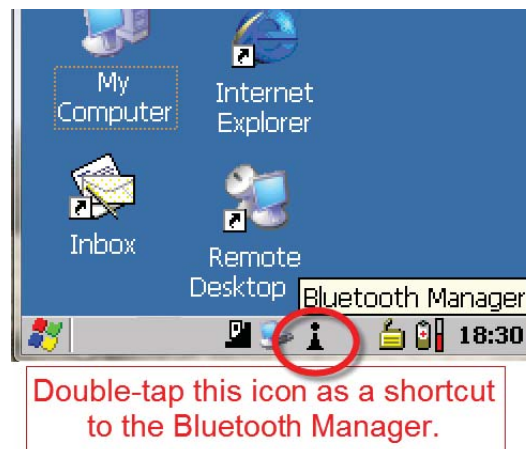 My
Computer
Internet
Explorer
Inbox
Remote
Desktop
Bluetooth Manager
18:30
Double-tap this icon as a shortcut
to the Bluetooth Manager.